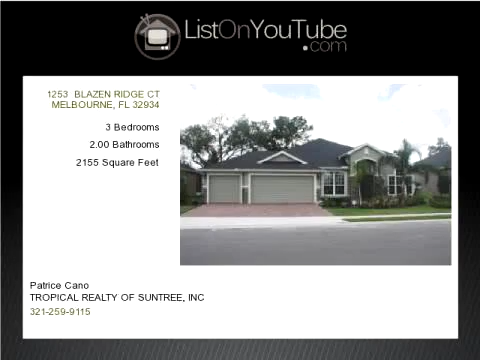 ListOnYouTube
.com
1253 BLAZEN RIDGE CT
MELBOURNE, FL 32934
3 Bedrooms
2.00 Bathrooms
2155 Square Feet
Patrice Cano
TROPICAL REALTY OF SUNTREE, INC
321-259-9115